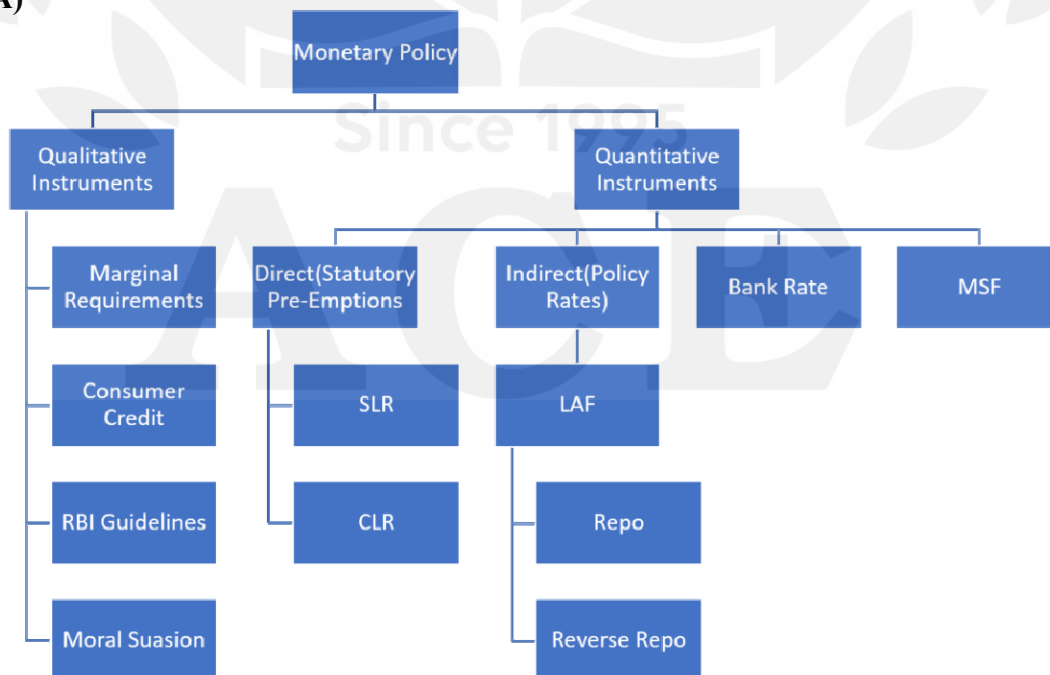 A)
Monetary Policy
Since 1995
Qualitative
Instruments
Quantitative
Instruments
Marginal
Requirements
Direct(Statutory
Pre-Emptions
Indirect(Policy
Rates)
Bank Rate
MSF
ACE
Consumer
Credit
SLR
LAF
RBI Guidelines
CLR
Repo
Moral Suasion
Reverse Repo